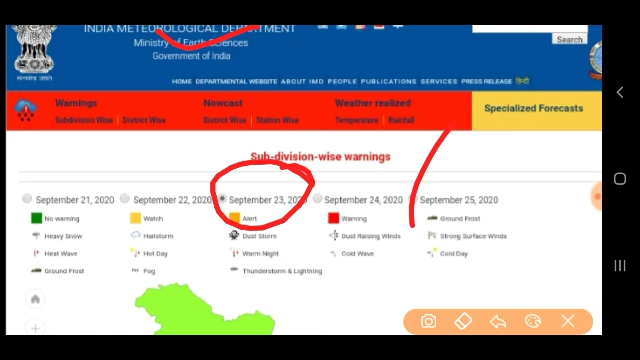 INDIA METEOROLOGICAL DEPARTMENT
Ministry of Earth Sciences
Government of India
Search
सत्यमेव जयते
HOME DEPARTMENTAL WEBSITE ABOUT IMD PEOPLE PUBLICATIONS SERVICES PRESS RELEASE हिन्दी
Warnings Nowcast Weather realized Specialized Forecasts
Subdivision Wise | District Wise District Wise | Station Wise Temperature | Rainfall
Sub-division-wise warnings
September 21, 2020 September 22, 2020 September 23, 2020 September 24, 2020 September 25, 2020
No warning Watch Alert Warning Ground Frost
Heavy Snow Hailstorm Dust Storm Dust Raising Winds Strong Surface Winds
Heat Wave Hot Day Warm Night Cold Wave Cold Day
Ground Frost Fog Thunderstorm & Lightning